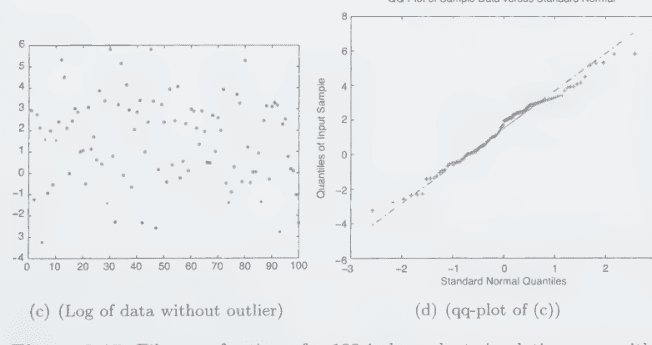 QQ Plot of Sample Data versus Standard Normal
6
5
4
3
2
1
0
-1
-2
-3
-4
0 10 20 30 40 50 60 70 80 90 100
8
6
4
2
0
-2
-4
-6
Quantiles of Input Sample
-3 -2 -1 0 1 2
Standard Normal Quantiles
(c) (Log of data without outlier)
(d) (qq-plot of (c))